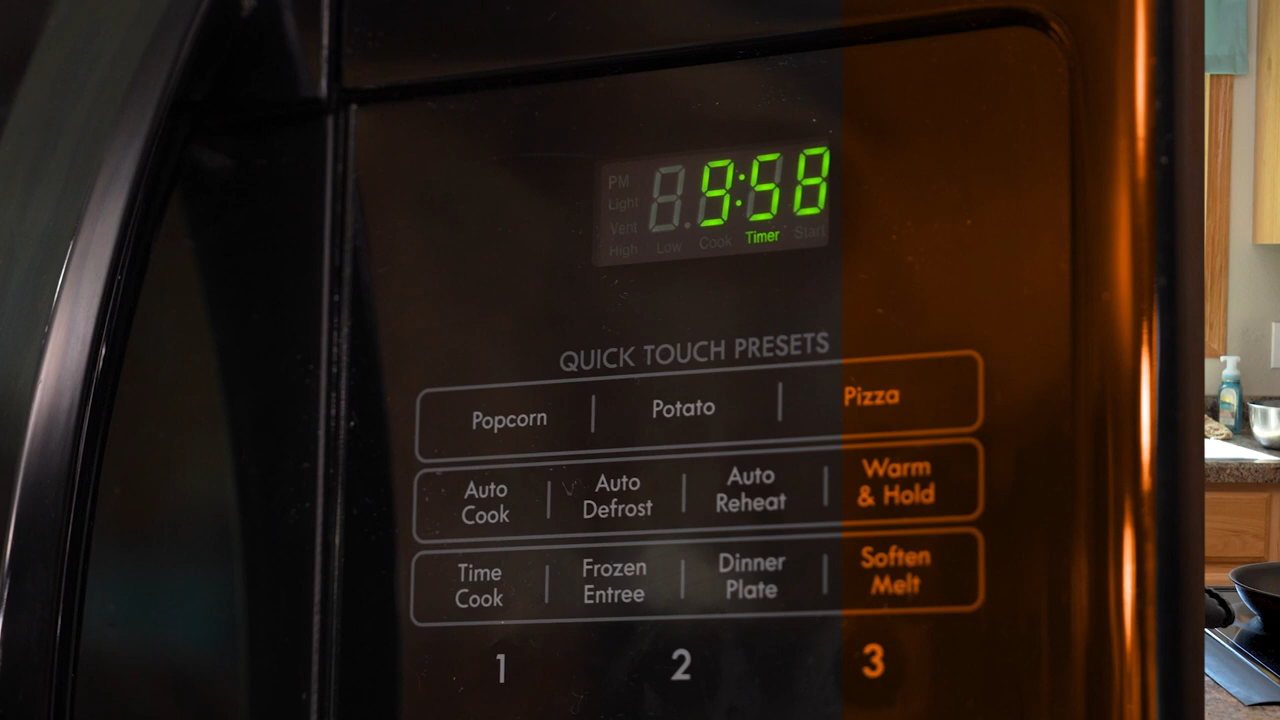 PM
Light
Vent
High
9:58
Low Cook Timer Start
QUICK TOUCH PRESETS
Popcorn | Potato | Pizza
Auto Cook | Auto Defrost | Auto Reheat | Warm & Hold
Time Cook | Frozen Entree | Dinner Plate | Soften Melt
1 2 3